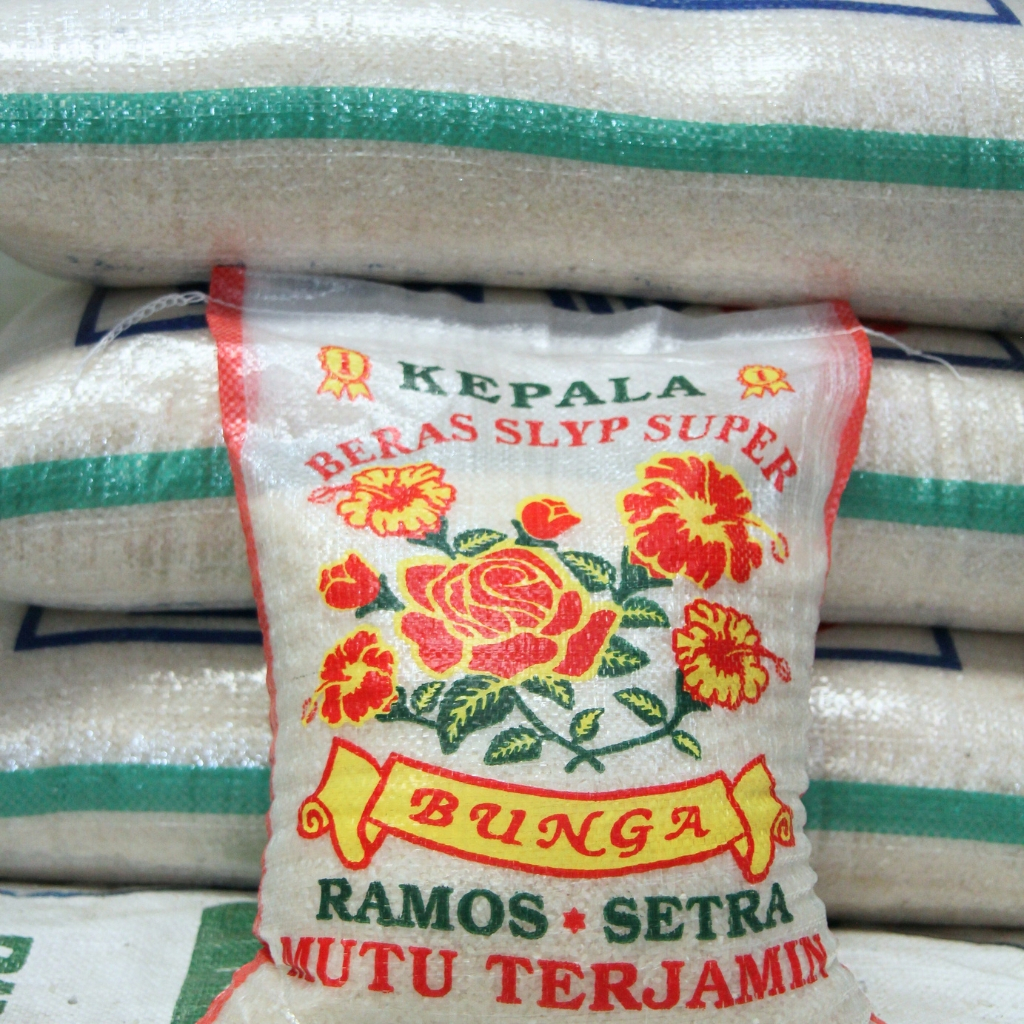 KEPALA
BERAS SLYP SUPER
BUNGA
RAMOS * SETRA
MUTU TERJAMIN